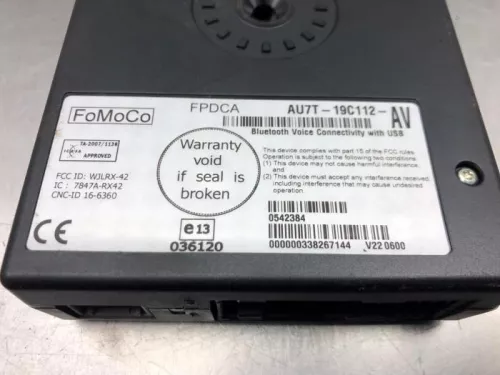 FoMoCo
FPDCA
AU7T-19C112-AV
Bluetooth Voice Connectivity with USB
TA-2007/1128
APPROVED
FCC ID: WJLRX-42
IC : 7847A-RX42
CNC-ID 16-6360
Warranty
void
if seal is
broken
This device complies with part 15 of the FCC rules.
Operation is subject to the following two conditions:
(1) This device may not cause harmful interference,
and
(2) This device must accept any interference received,
including interference that may cause
undesired operation.
0542384
000000338267144 V22 0600
CE
e13
036120